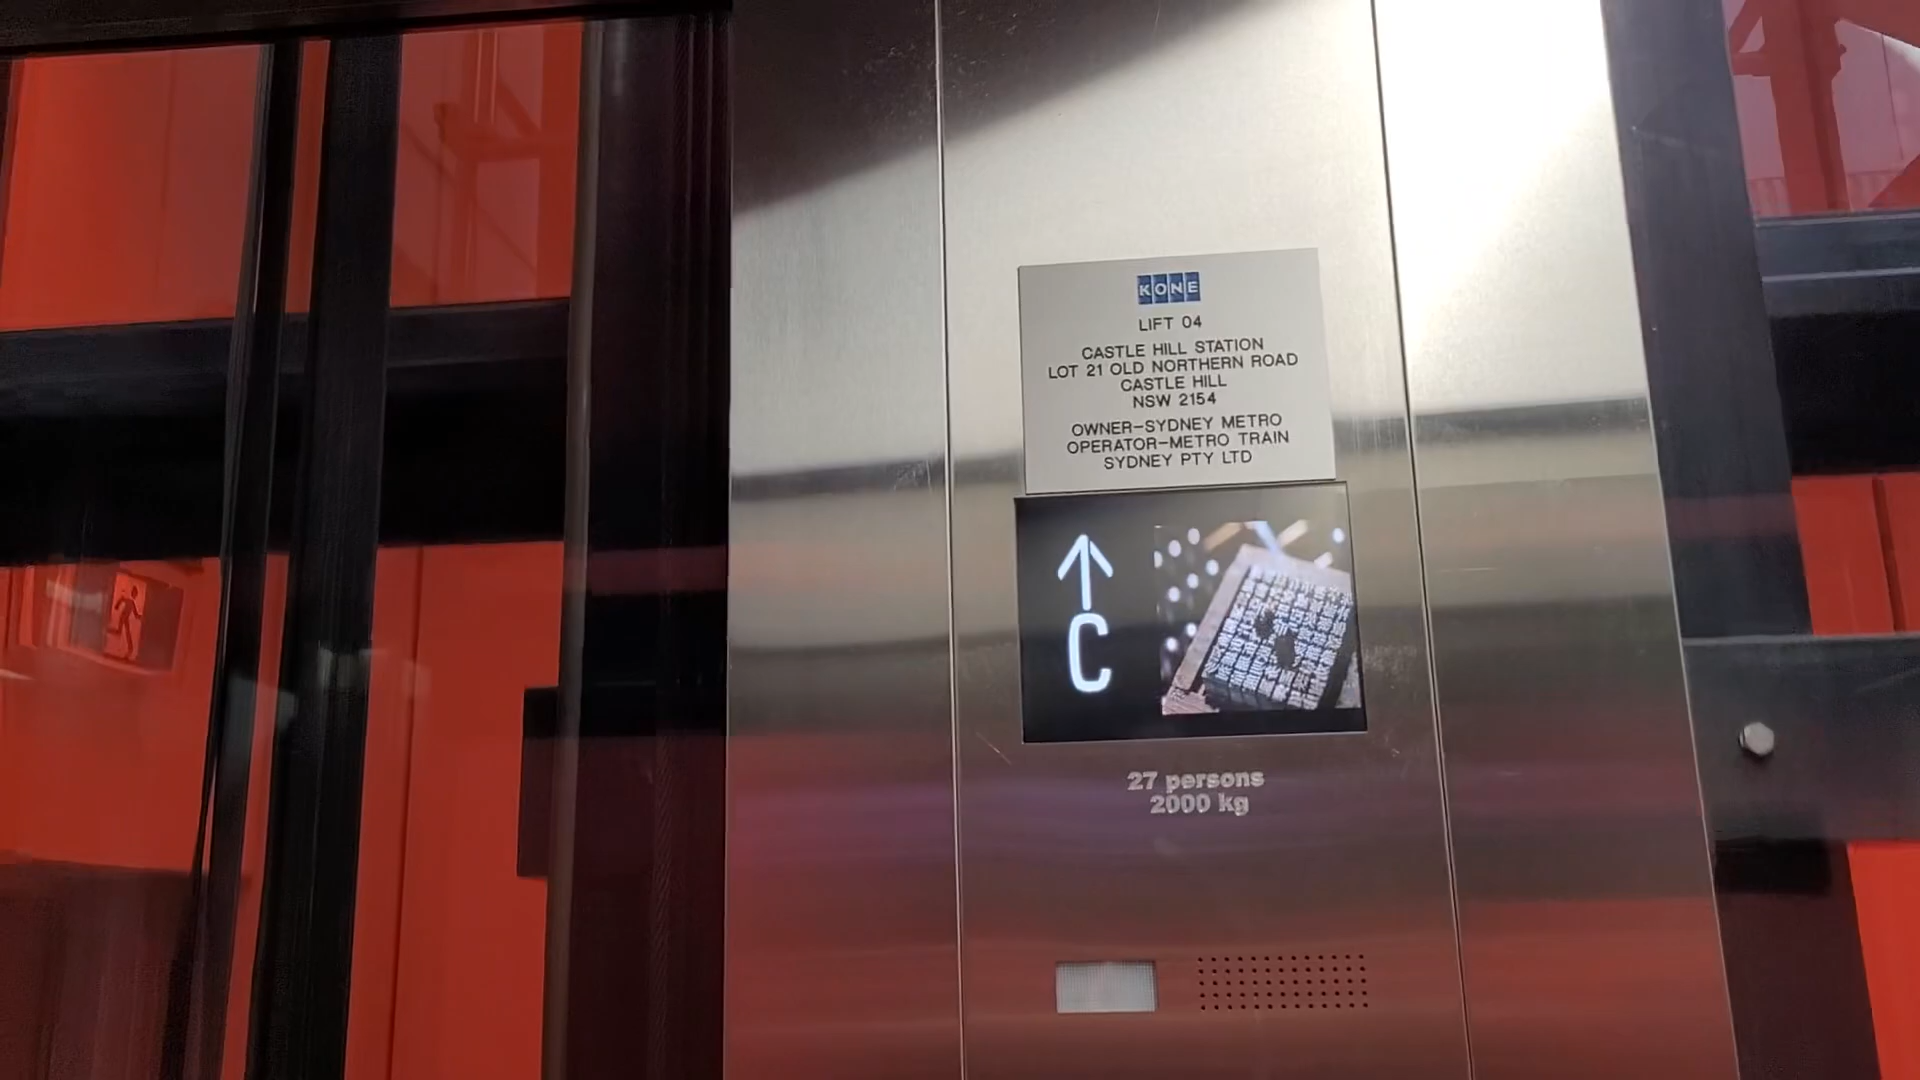 KONE
LIFT 04
CASTLE HILL STATION
LOT 21 OLD NORTHERN ROAD
CASTLE HILL
NSW 2154
OWNER-SYDNEY METRO
OPERATOR-METRO TRAIN
SYDNEY PTY LTD
C
27 persons
2000 kg